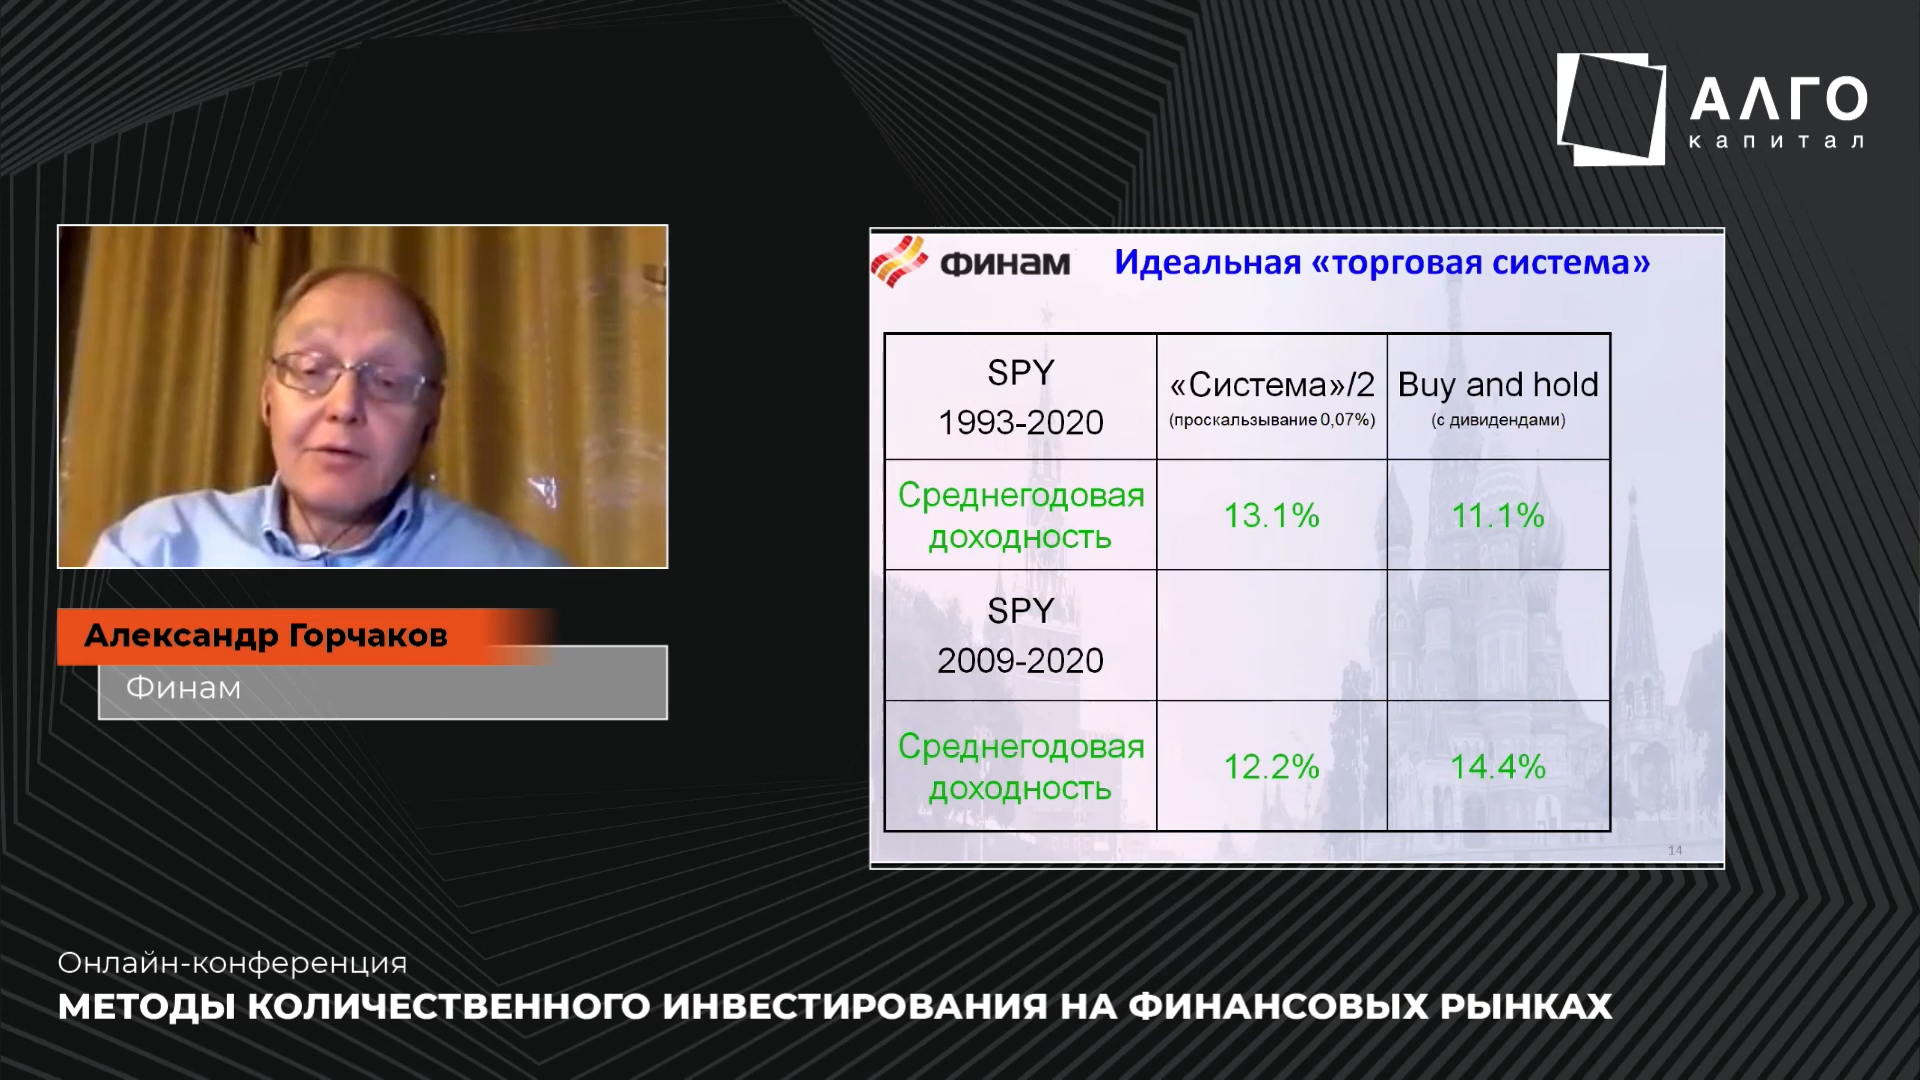 АЛГО
капитал
ФИНАМ
Идеальная «торговая система»
SPY
1993-2020
«Система»/2
(проскальзывание 0,07%)
Buy and hold
(с дивидендами)
Среднегодовая
доходность
13.1%
11.1%
SPY
2009-2020
Среднегодовая
доходность
12.2%
14.4%
14
Александр Горчаков
Финам
Онлайн-конференция
МЕТОДЫ КОЛИЧЕСТВЕННОГО ИНВЕСТИРОВАНИЯ НА ФИНАНСОВЫХ РЫНКАХ